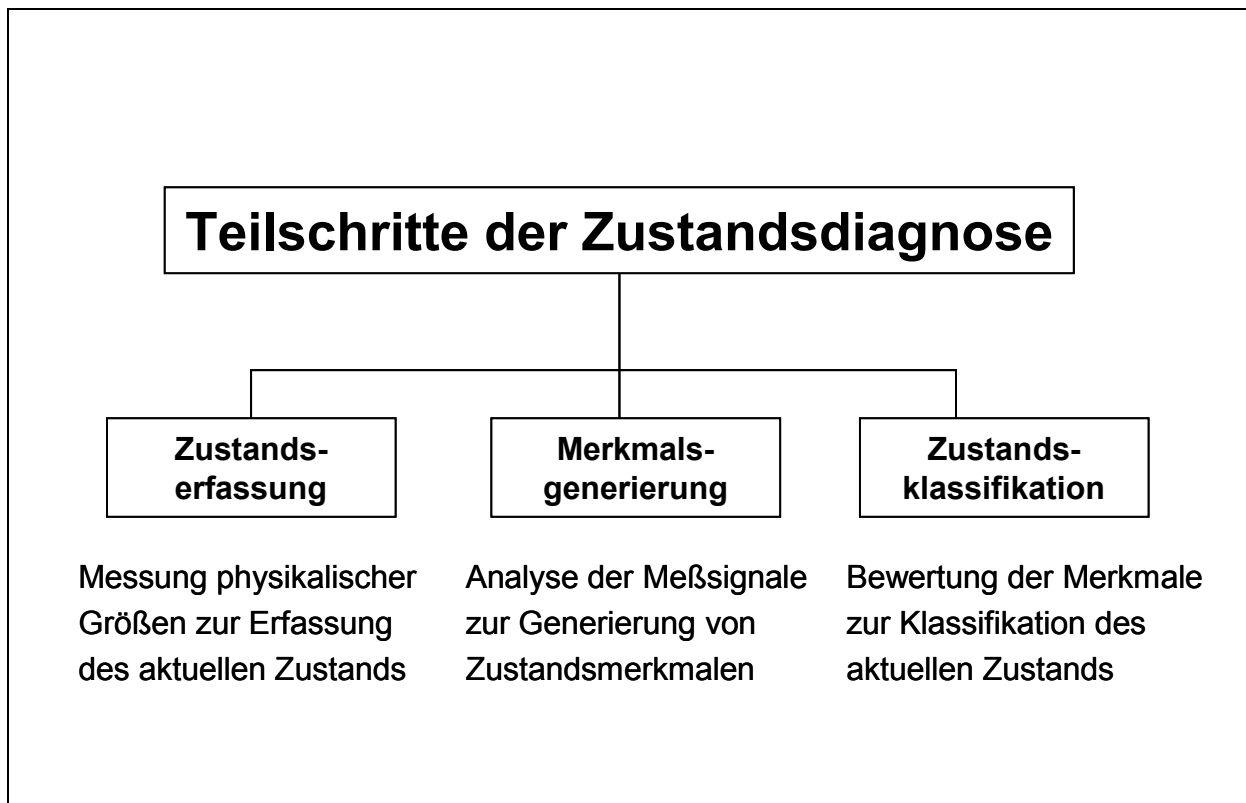 Teilschritte der Zustandsdiagnose
Zustands-
erfassung
Messung physikalischer
Größen zur Erfassung
des aktuellen Zustands
Merkmals-
generierung
Analyse der Meßsignale
zur Generierung von
Zustandsmerkmalen
Zustands-
klassifikation
Bewertung der Merkmale
zur Klassifikation des
aktuellen Zustands